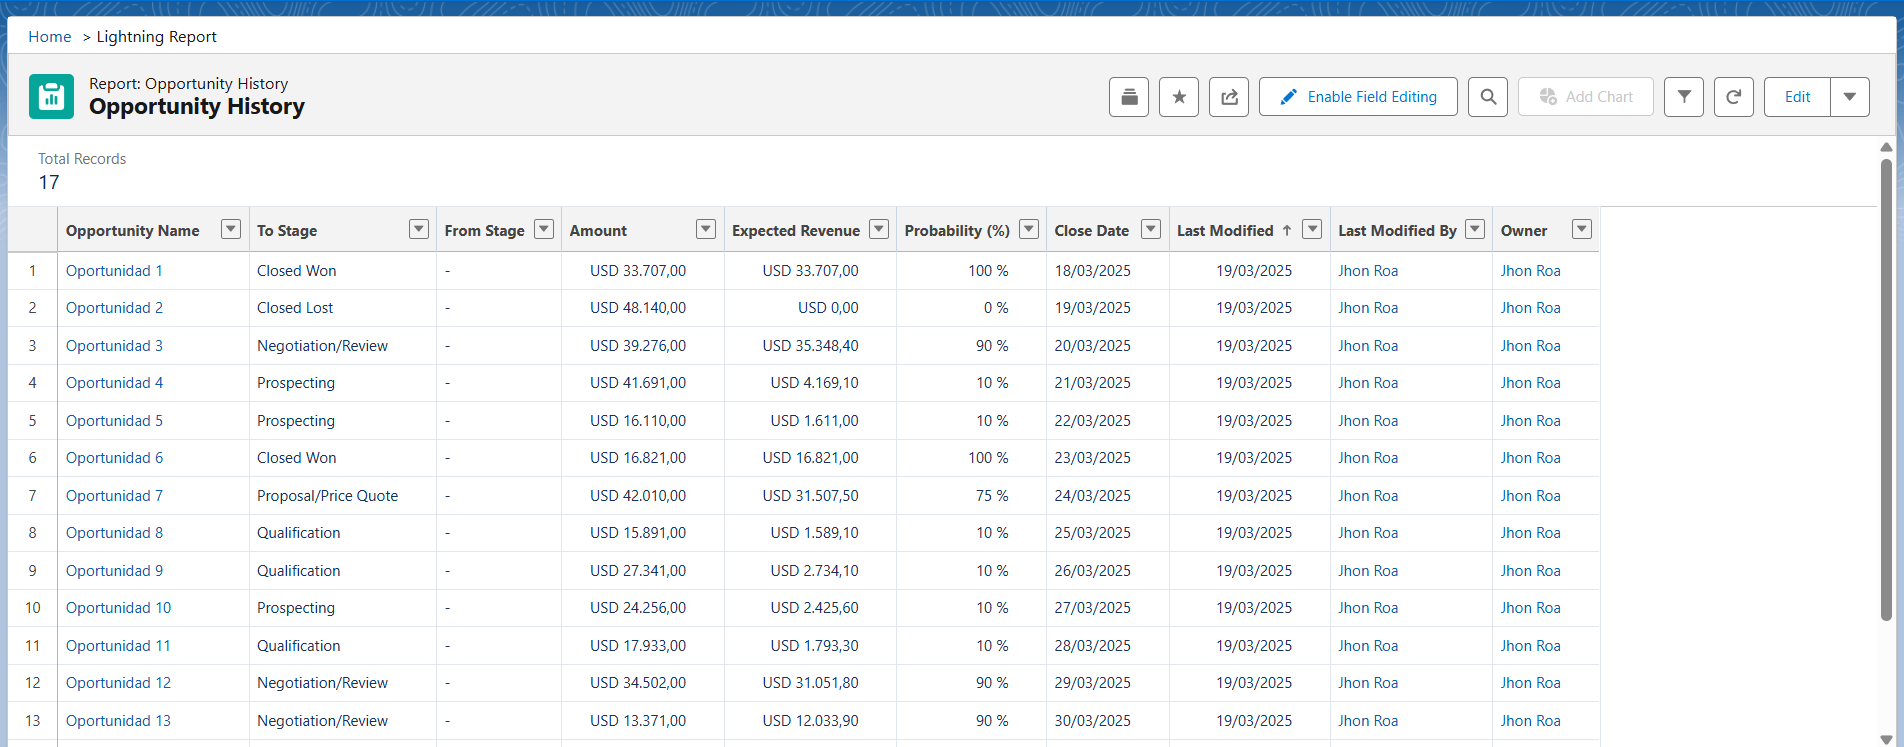 Home > Lightning Report
Report: Opportunity History
Opportunity History
Enable Field Editing
Add Chart
Edit
Total Records
17
Opportunity Name To Stage From Stage Amount Expected Revenue Probability (%) Close Date Last Modified ↑ Last Modified By Owner
1 Oportunidad 1 Closed Won - USD 33.707,00 USD 33.707,00 100 % 18/03/2025 19/03/2025 Jhon Roa Jhon Roa
2 Oportunidad 2 Closed Lost - USD 48.140,00 USD 0,00 0 % 19/03/2025 19/03/2025 Jhon Roa Jhon Roa
3 Oportunidad 3 Negotiation/Review - USD 39.276,00 USD 35.348,40 90 % 20/03/2025 19/03/2025 Jhon Roa Jhon Roa
4 Oportunidad 4 Prospecting - USD 41.691,00 USD 4.169,10 10 % 21/03/2025 19/03/2025 Jhon Roa Jhon Roa
5 Oportunidad 5 Prospecting - USD 16.110,00 USD 1.611,00 10 % 22/03/2025 19/03/2025 Jhon Roa Jhon Roa
6 Oportunidad 6 Closed Won - USD 16.821,00 USD 16.821,00 100 % 23/03/2025 19/03/2025 Jhon Roa Jhon Roa
7 Oportunidad 7 Proposal/Price Quote - USD 42.010,00 USD 31.507,50 75 % 24/03/2025 19/03/2025 Jhon Roa Jhon Roa
8 Oportunidad 8 Qualification - USD 15.891,00 USD 1.589,10 10 % 25/03/2025 19/03/2025 Jhon Roa Jhon Roa
9 Oportunidad 9 Qualification - USD 27.341,00 USD 2.734,10 10 % 26/03/2025 19/03/2025 Jhon Roa Jhon Roa
10 Oportunidad 10 Prospecting - USD 24.256,00 USD 2.425,60 10 % 27/03/2025 19/03/2025 Jhon Roa Jhon Roa
11 Oportunidad 11 Qualification - USD 17.933,00 USD 1.793,30 10 % 28/03/2025 19/03/2025 Jhon Roa Jhon Roa
12 Oportunidad 12 Negotiation/Review - USD 34.502,00 USD 31.051,80 90 % 29/03/2025 19/03/2025 Jhon Roa Jhon Roa
13 Oportunidad 13 Negotiation/Review - USD 13.371,00 USD 12.033,90 90 % 30/03/2025 19/03/2025 Jhon Roa Jhon Roa